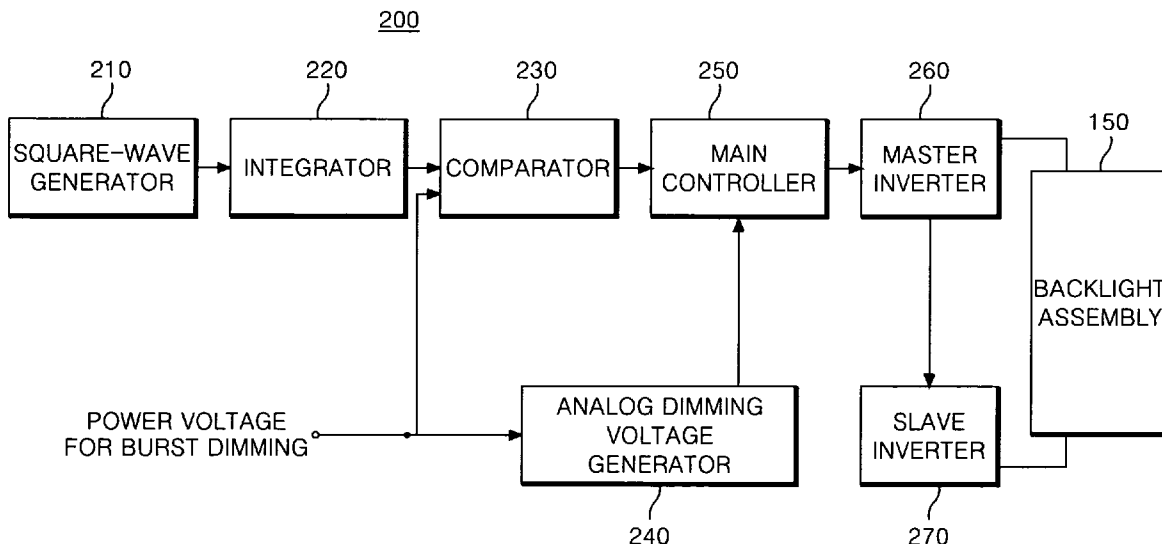 200
210
220
230
250
260
150
SQUARE-WAVE
GENERATOR
INTEGRATOR
COMPARATOR
MAIN
CONTROLLER
MASTER
INVERTER
BACKLIGHT
ASSEMBLY
POWER VOLTAGE
FOR BURST DIMMING
ANALOG DIMMING
VOLTAGE
GENERATOR
SLAVE
INVERTER
240
270